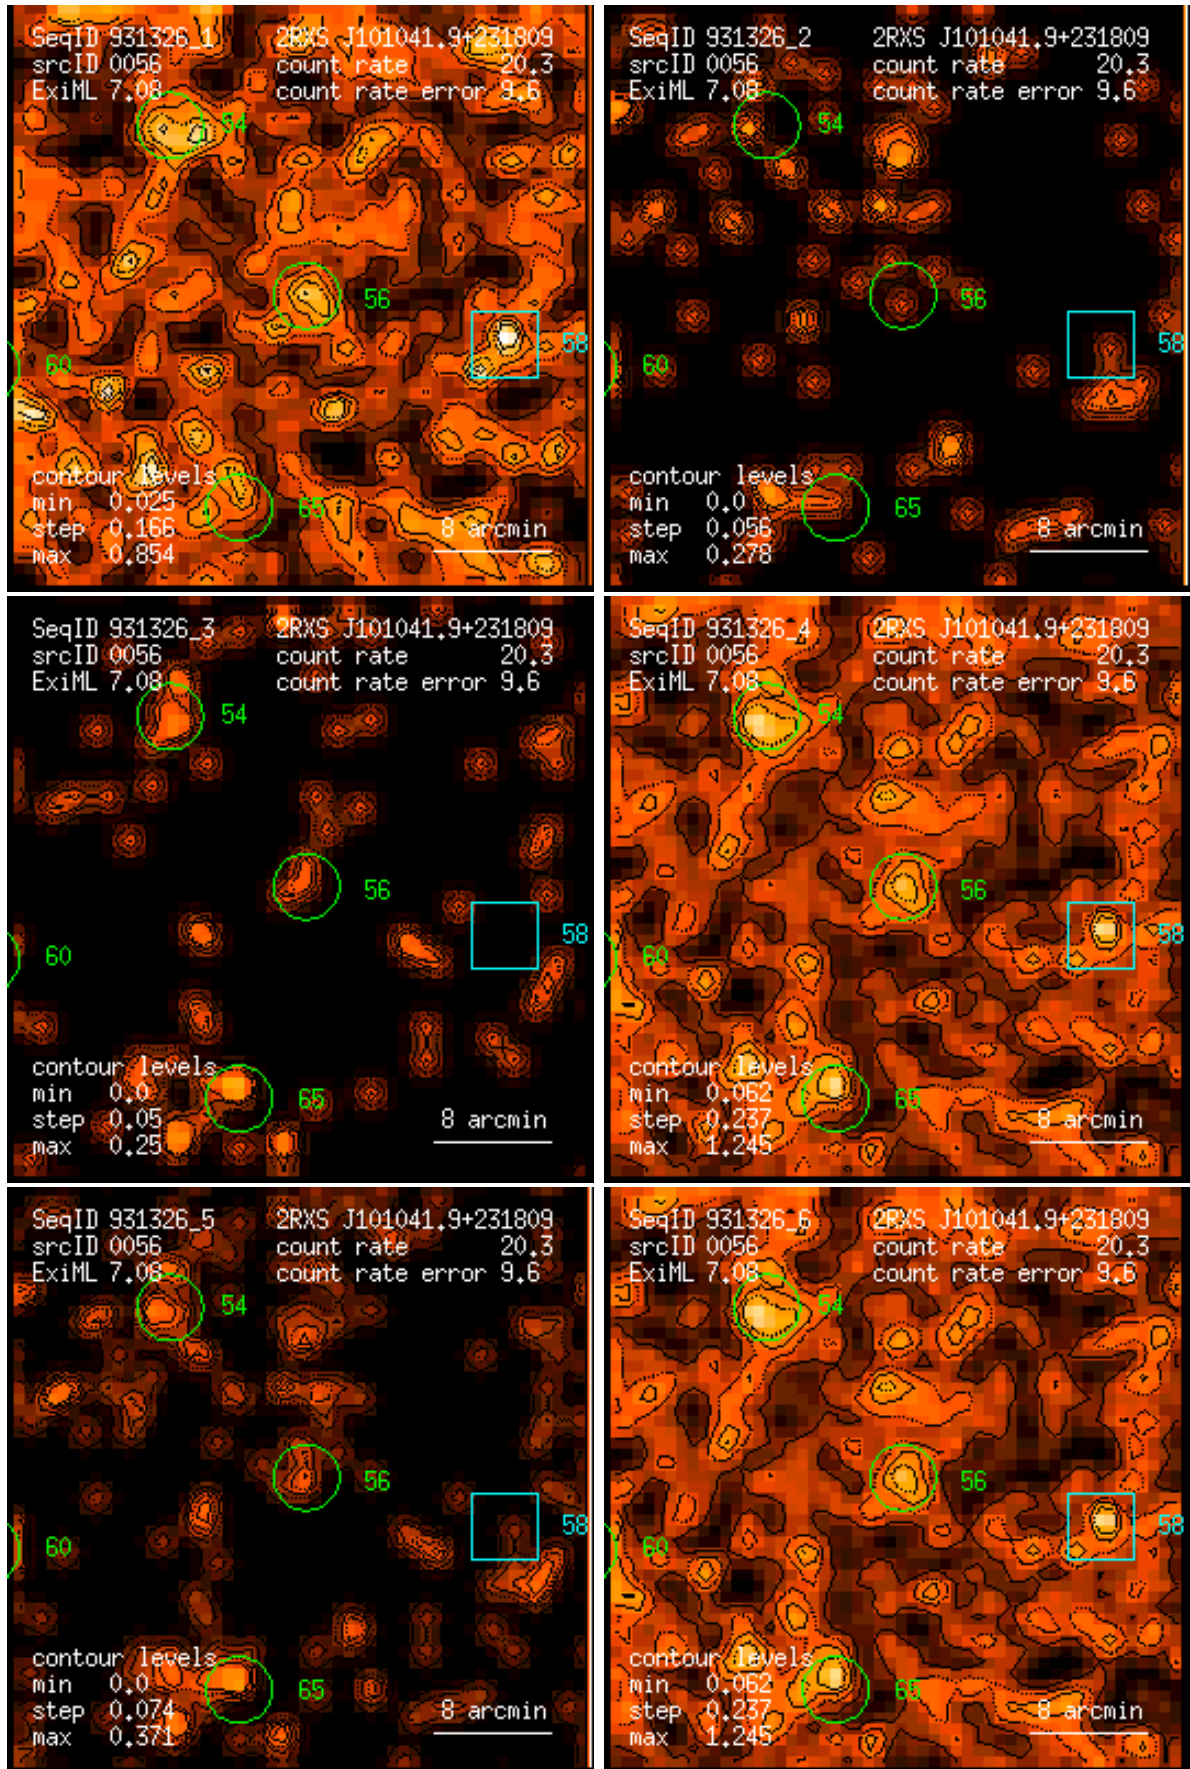 SeqID 931326_1 2RXS J101041.9+231809
srcID 0056 count rate 20.3
ExiML 7.08 count rate error 9.6
54
56
58
60
contour levels
min 0.025
65
step 0.166 8 arcmin
max 0.854
SeqID 931326_2 2RXS J101041.9+231809
srcID 0056 count rate 20.3
ExiML 7.08 count rate error 9.6
54
56
58
60
contour levels
min 0.0
65
step 0.056 8 arcmin
max 0.278
SeqID 931326_3 2RXS J101041.9+231809
srcID 0056 count rate 20.3
ExiML 7.08 count rate error 9.6
54
56
58
60
contour levels
min 0.0
65
step 0.05 8 arcmin
max 0.25
SeqID 931326_4 2RXS J101041.9+231809
srcID 0056 count rate 20.3
ExiML 7.08 count rate error 9.6
54
56
58
60
contour levels
min 0.062
65
step 0.237 8 arcmin
max 1.245
SeqID 931326_5 2RXS J101041.9+231809
srcID 0056 count rate 20.3
ExiML 7.08 count rate error 9.6
54
56
58
60
contour levels
min 0.0
65
step 0.074 8 arcmin
max 0.371
SeqID 931326_6 2RXS J101041.9+231809
srcID 0056 count rate 20.3
ExiML 7.08 count rate error 9.6
54
56
58
60
contour levels
min 0.062
65
step 0.237 8 arcmin
max 1.245